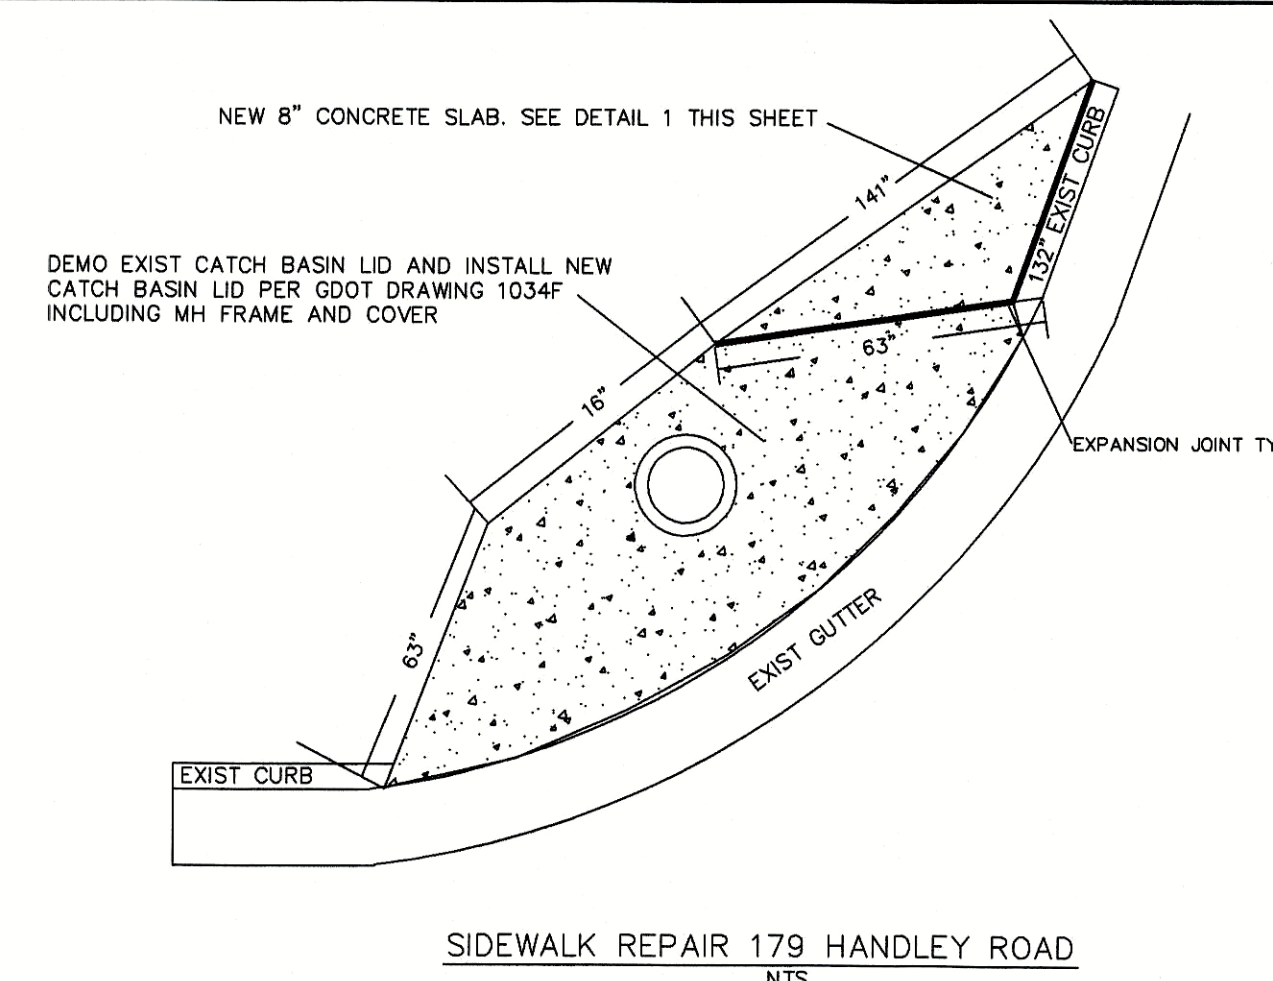 NEW 8" CONCRETE SLAB. SEE DETAIL 1 THIS SHEET
141"
132" EXIST CURB
DEMO EXIST CATCH BASIN LID AND INSTALL NEW
CATCH BASIN LID PER GDOT DRAWING 1034F
INCLUDING MH FRAME AND COVER
63"
16"
EXPANSION JOINT TY
63"
EXIST GUTTER
EXIST CURB
SIDEWALK REPAIR 179 HANDLEY ROAD
NTS